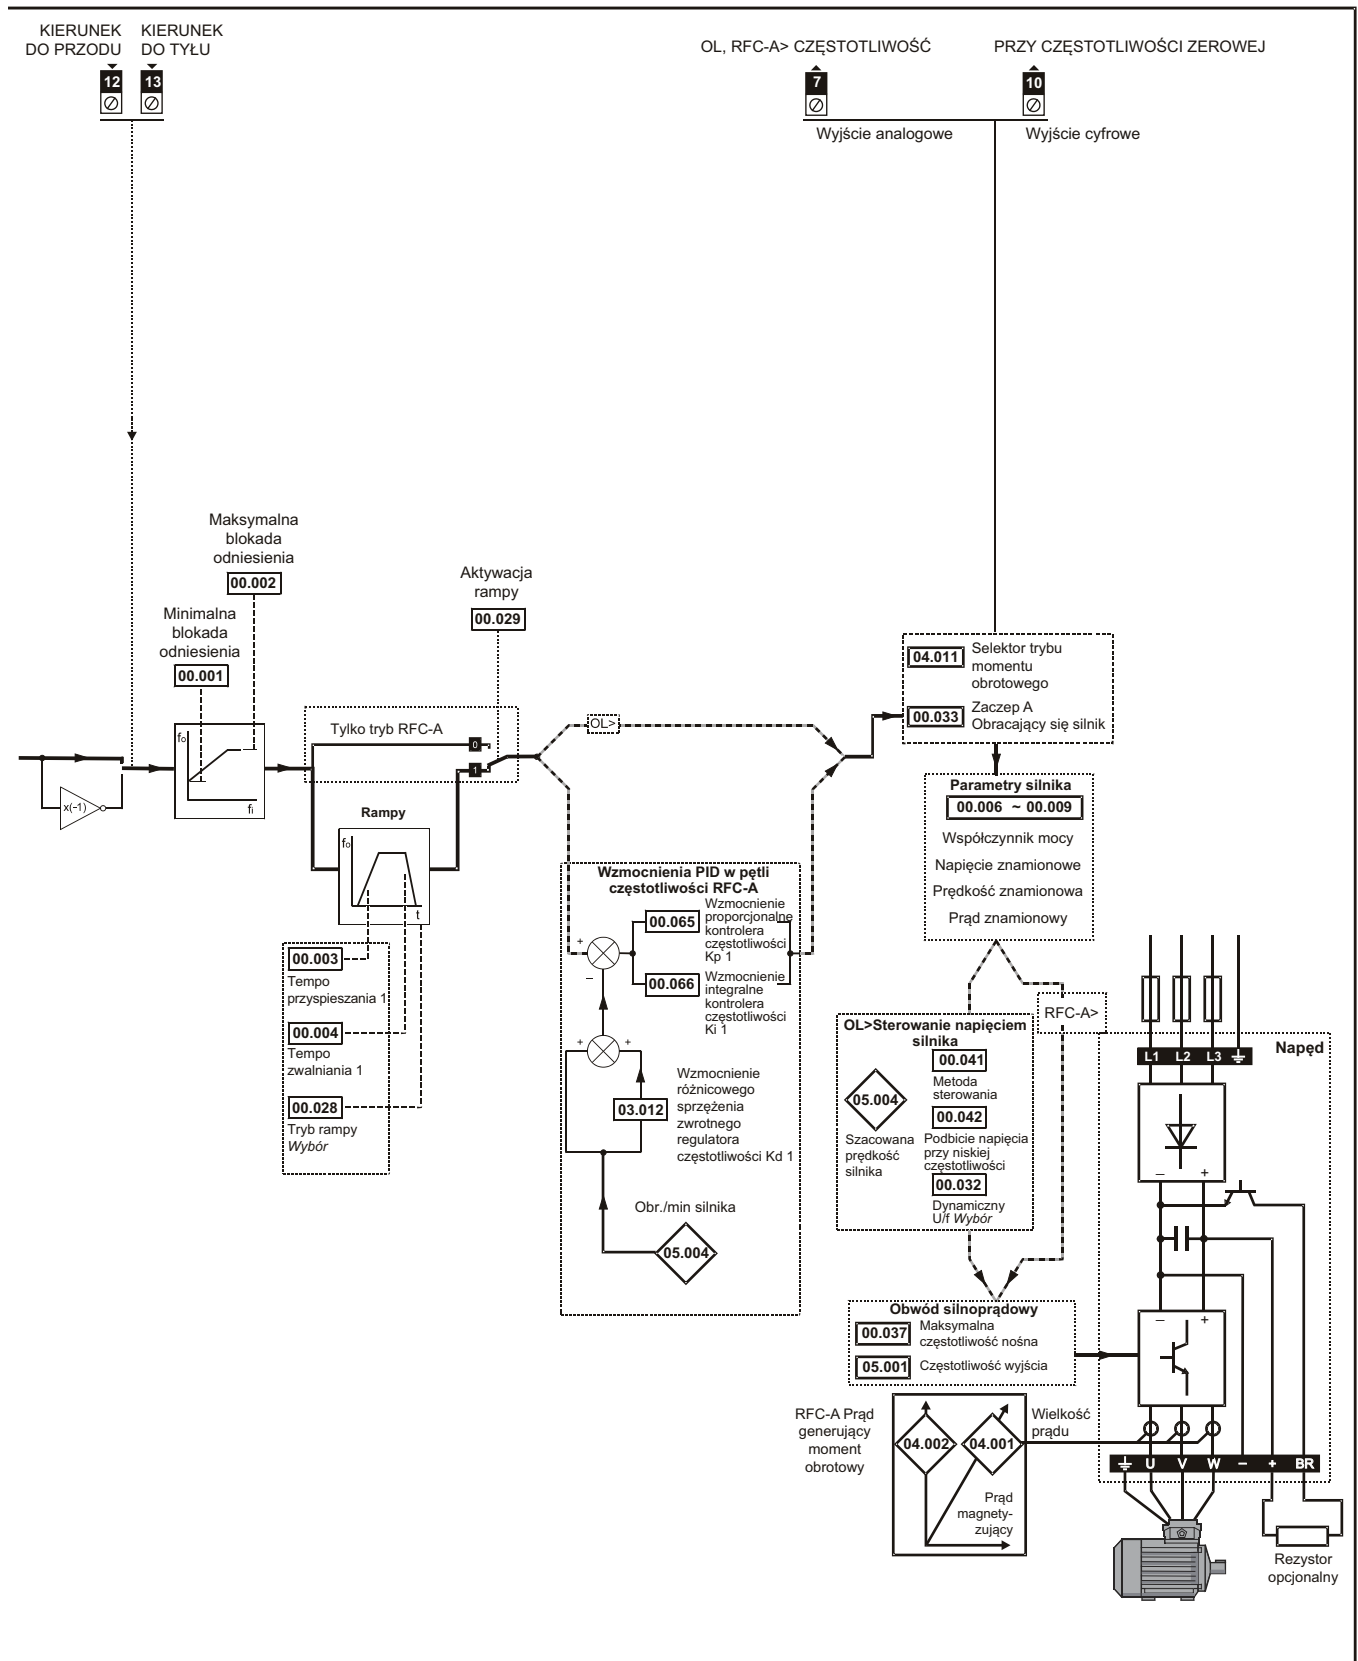 KIERUNEK
DO PRZODU
KIERUNEK
DO TYŁU
12
13
OL, RFC-A> CZĘSTOTLIWOŚĆ
PRZY CZĘSTOTLIWOŚCI ZEROWEJ
7
10
Wyjście analogowe
Wyjście cyfrowe
Maksymalna
blokada
odniesienia
00.002
Minimalna
blokada
odniesienia
00.001
Aktywacja
rampy
00.029
x(-1)
fo
fi
Tylko tryb RFC-A
0
1
Rampy
fo
t
00.003
Tempo
przyspieszania 1
00.004
Tempo
zwalniania 1
00.028
Tryb rampy
Wybór
OL>
Wzmocnienia PID w pętli
częstotliwości RFC-A
00.065
Wzmocnienie
proporcjonalne
kontrolera
częstotliwości
Kp 1
00.066
Wzmocnienie
integralne
kontrolera
częstotliwości
Ki 1
+
–
+
+
03.012
Wzmocnienie
różnicowego
sprzężenia
zwrotnego
regulatora
częstotliwości Kd 1
Obr./min silnika
05.004
04.011
Selektor trybu
momentu
obrotowego
00.033
Zaczep A
Obracający się silnik
Parametry silnika
00.006 ~ 00.009
Współczynnik mocy
Napięcie znamionowe
Prędkość znamionowa
Prąd znamionowy
RFC-A>
OL>Sterowanie napięciem
silnika
05.004
Szacowana
prędkość
silnika
00.041
Metoda
sterowania
00.042
Podbicie napięcia
przy niskiej
częstotliwości
00.032
Dynamiczny
U/f Wybór
Obwód silnoprądowy
00.037
Maksymalna
częstotliwość nośna
05.001
Częstotliwość wyjścia
RFC-A Prąd
generujący
moment
obrotowy
04.002
04.001
Wielkość
prądu
Prąd
magnety-
zujący
Napęd
L1 L2 L3
– +
– +
U V W – + BR
Rezystor
opcjonalny